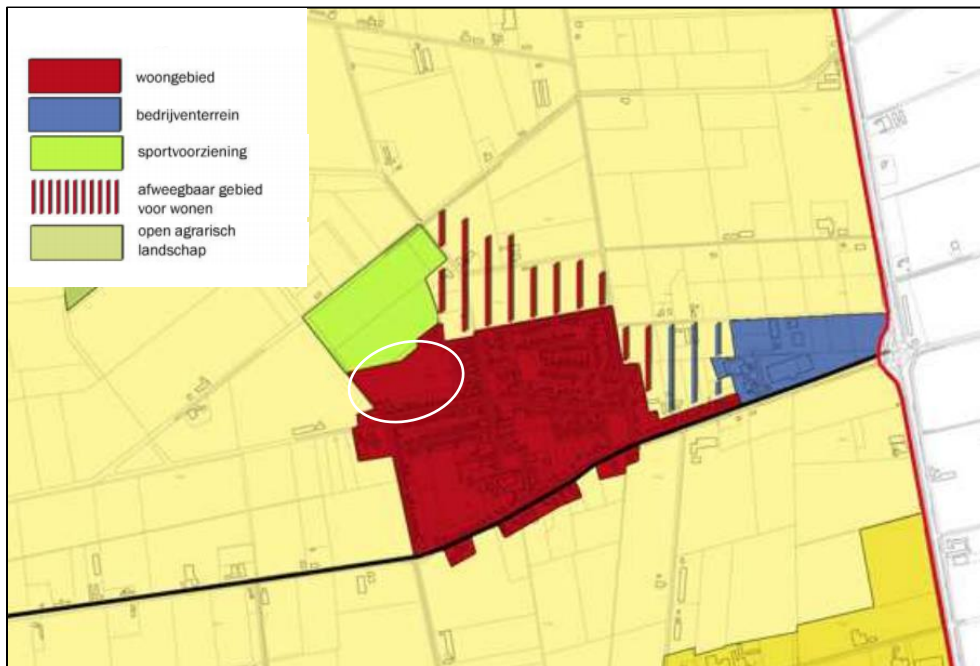 woongebied
bedrijventerrein
sportvoorziening
afweegbaar gebied
voor wonen
open agrarisch
landschap